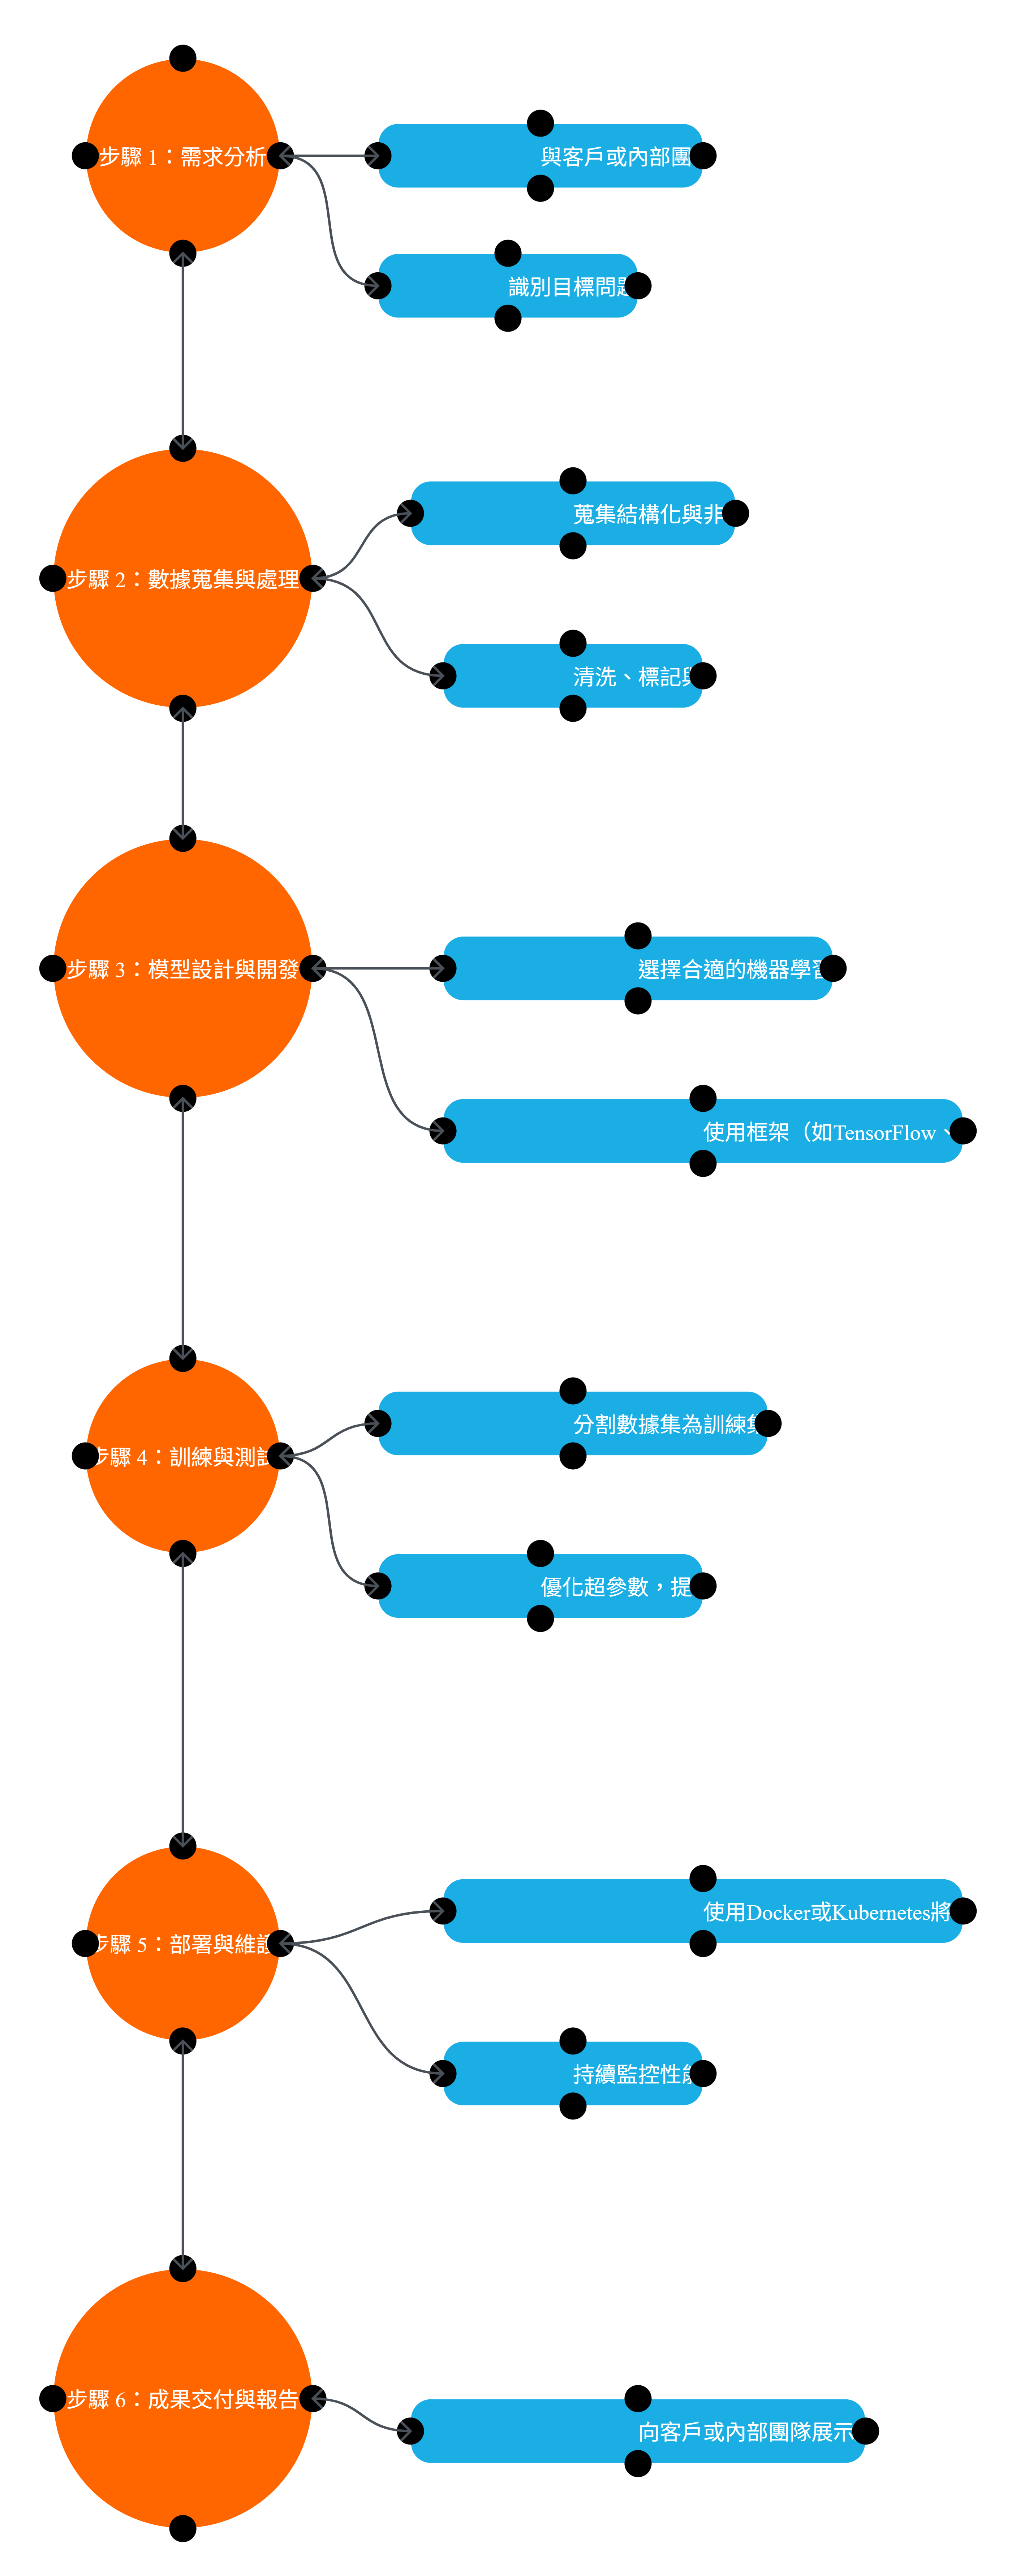 步驟 1：需求分析
與客戶或內部團
識別目標問題
步驟 2：數據蒐集與處理
蒐集結構化與非
清洗、標記與
步驟 3：模型設計與開發
選擇合適的機器學習
使用框架（如TensorFlow、
步驟 4：訓練與測試
分割數據集為訓練集
優化超參數，提
步驟 5：部署與維護
使用Docker或Kubernetes將
持續監控性能
步驟 6：成果交付與報告
向客戶或內部團隊展示